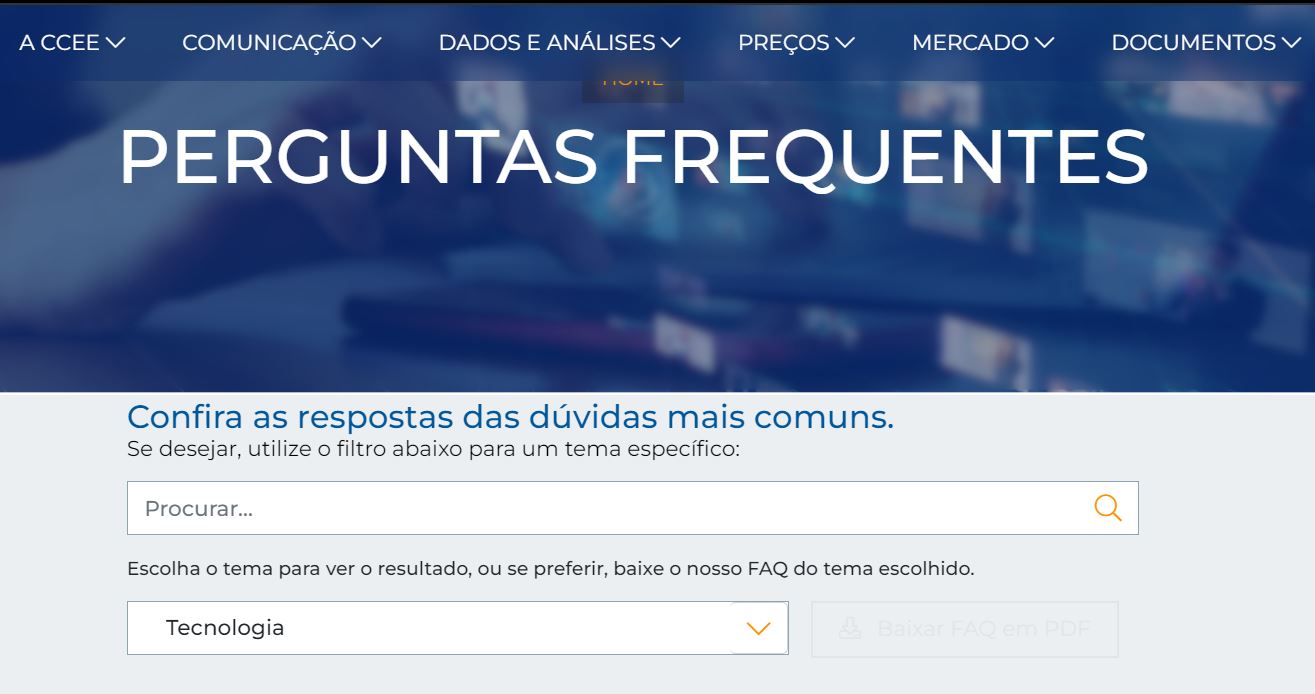 A CCEE
COMUNICAÇÃO
DADOS E ANÁLISES
PREÇOS
MERCADO
DOCUMENTOS
HOME
PERGUNTAS FREQUENTES
Confira as respostas das dúvidas mais comuns.
Se desejar, utilize o filtro abaixo para um tema específico:
Procurar...
Escolha o tema para ver o resultado, ou se preferir, baixe o nosso FAQ do tema escolhido.
Tecnologia
Baixar FAQ em PDF